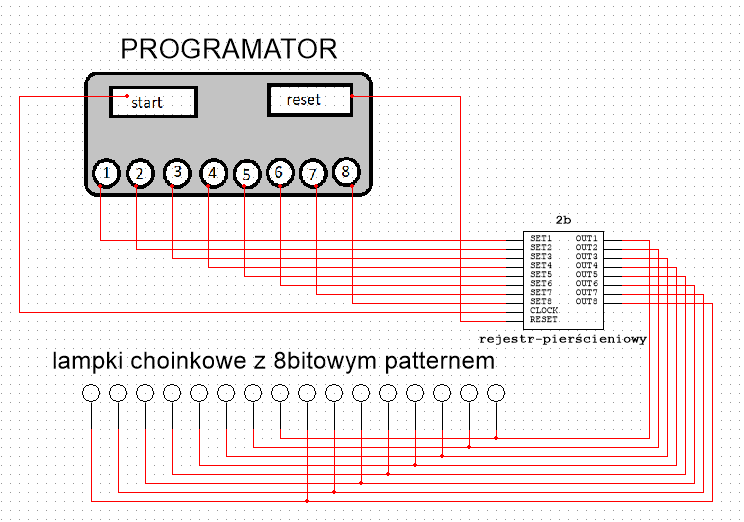 PROGRAMATOR
start reset
1 2 3 4 5 6 7 8
2b
SET1 OUT1
SET2 OUT2
SET3 OUT3
SET4 OUT4
SET5 OUT5
SET6 OUT6
SET7 OUT7
SET8 OUT8
CLOCK
RESET
rejestr-pierścieniowy
lampki choinkowe z 8bitowym patternem